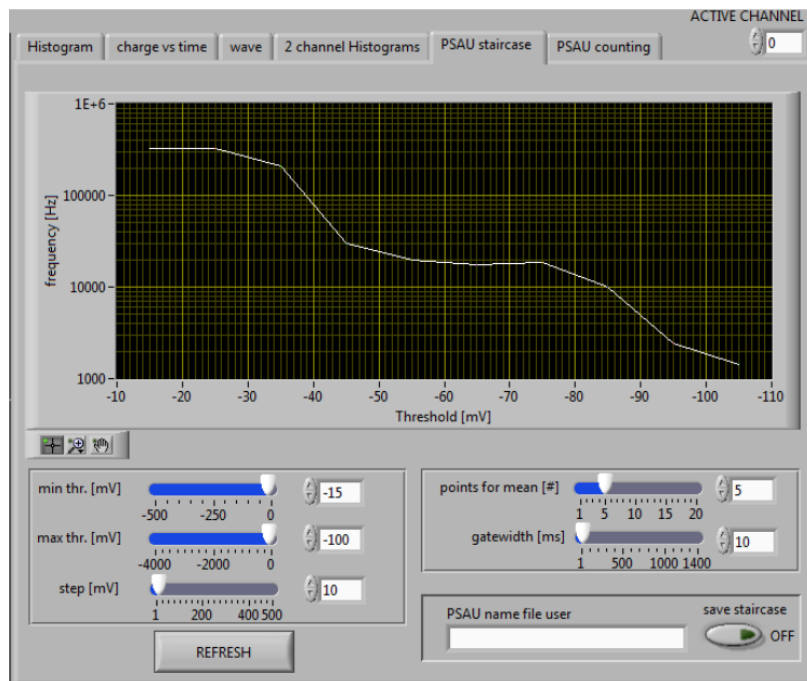 ACTIVE CHANNEL
Histogram charge vs time wave 2 channel Histograms PSAU staircase PSAU counting 0
1E+6
100000
10000
1000
frequency [Hz]
-10 -20 -30 -40 -50 -60 -70 -80 -90 -100 -110
Threshold [mV]
min thr. [mV] -15
-500 -250 0
max thr. [mV] -100
-4000 -2000 0
step [mV] 10
1 200 400 500
REFRESH
points for mean [#] 5
1 5 10 15 20
gatewidth [ms] 10
1 500 1000 1400
PSAU name file user save staircase
OFF